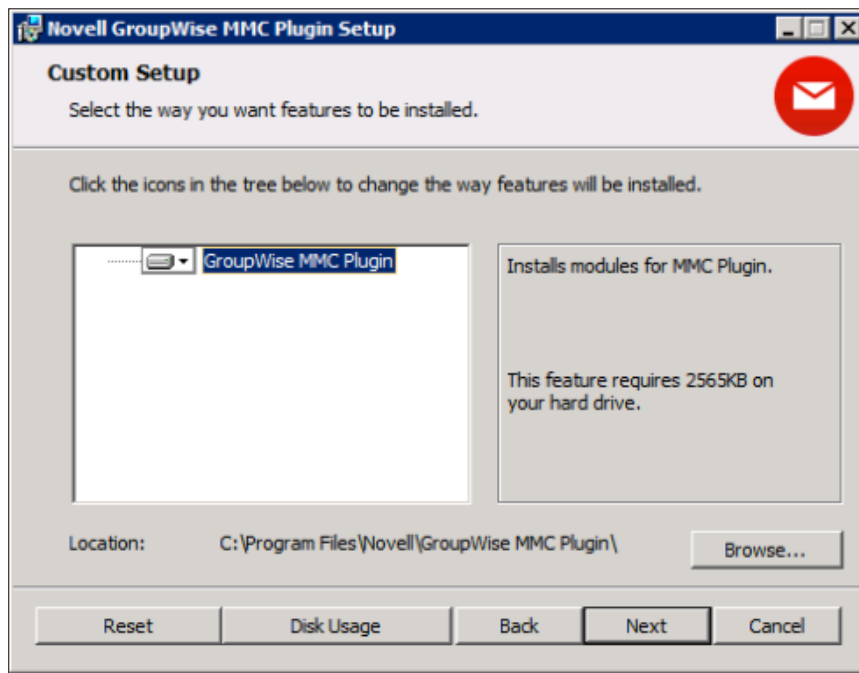 Novell GroupWise MMC Plugin Setup
Custom Setup
Select the way you want features to be installed.
Click the icons in the tree below to change the way features will be installed.
GroupWise MMC Plugin
Installs modules for MMC Plugin.
This feature requires 2565KB on
your hard drive.
Location: C:\Program Files\Novell\GroupWise MMC Plugin\ Browse...
Reset Disk Usage Back Next Cancel